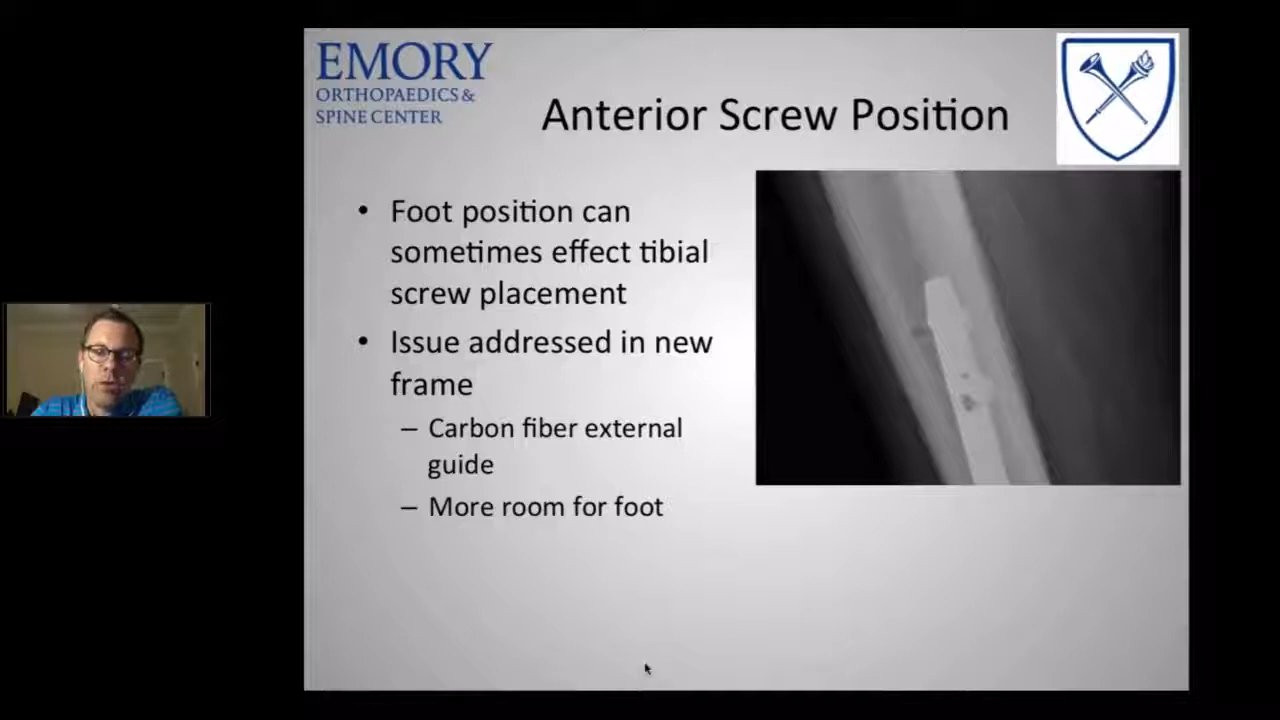 EMORY
ORTHOPAEDICS &
SPINE CENTER
Anterior Screw Position
• Foot position can
sometimes effect tibial
screw placement
• Issue addressed in new
frame
– Carbon fiber external
guide
– More room for foot